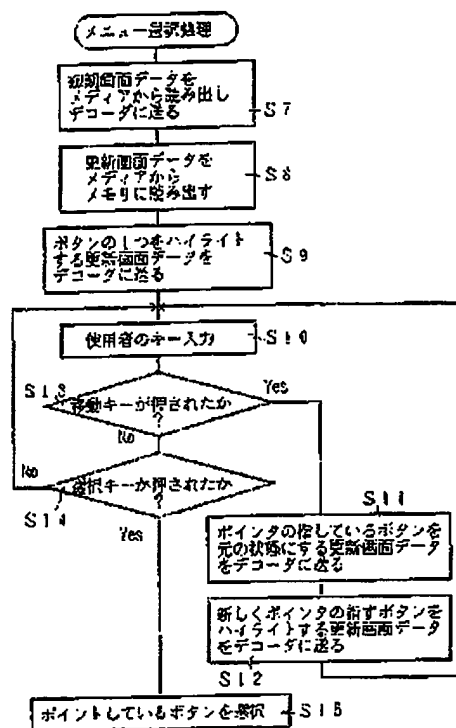 メニュー選択処理
初期画面データを
メディアから読み出し
デコーダに送る
S7
更新画面データを
メディアから
メモリに読み出す
S8
ボタンの1つをハイライト
する更新画面データを
デコーダに送る
S9
使用者のキー入力
S10
S13
移動キーが押されたか
?
Yes
No
No
選択キーが押されたか
?
S14
Yes
S11
ポインタの指しているボタンを
元の状態にする更新画面データ
をデコーダに送る
新しくポインタの指すボタンを
ハイライトする更新画面データ
をデコーダに送る
S12
ポイントしているボタンを選択
S15